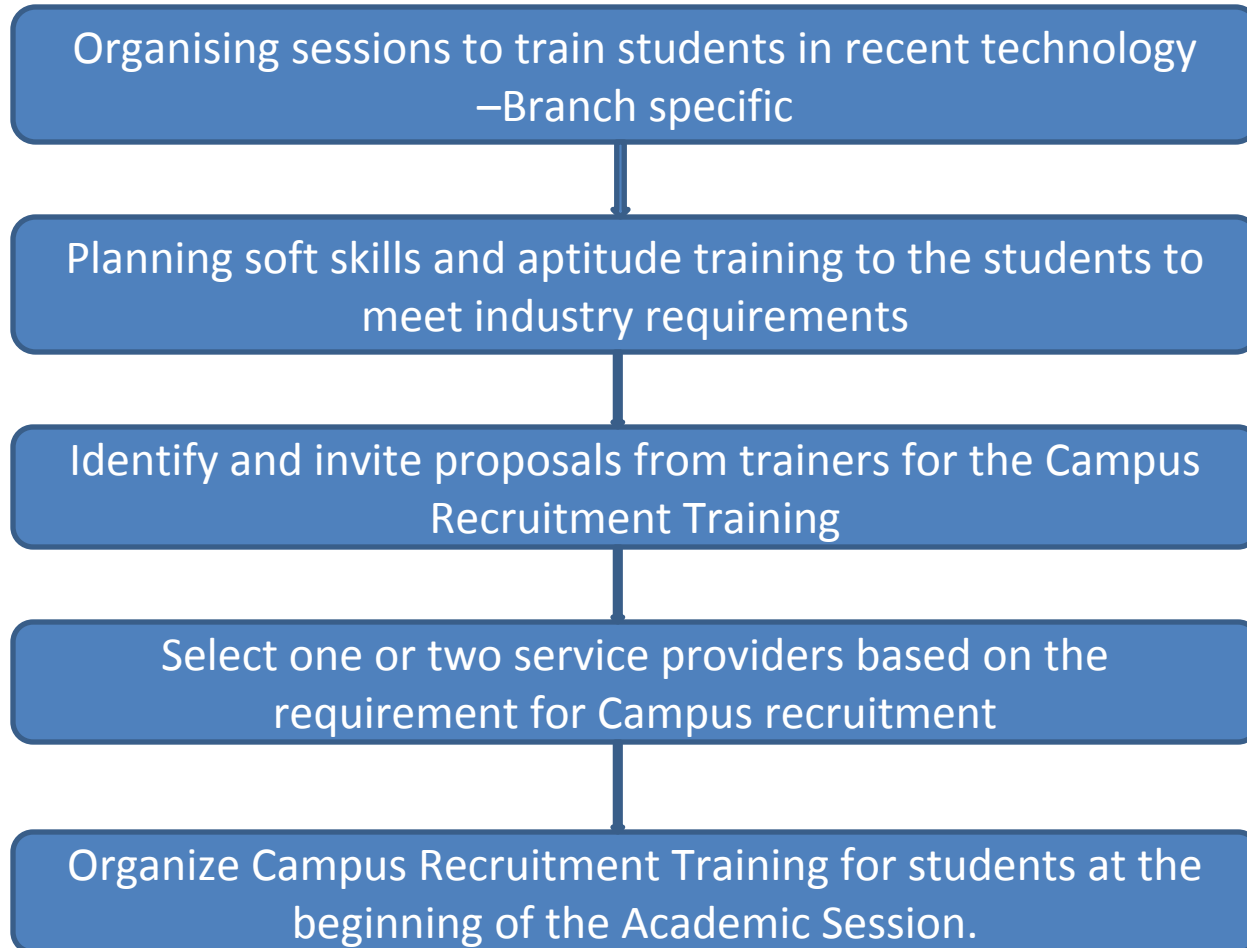 Organising sessions to train students in recent technology
–Branch specific
Planning soft skills and aptitude training to the students to
meet industry requirements
Identify and invite proposals from trainers for the Campus
Recruitment Training
Select one or two service providers based on the
requirement for Campus recruitment
Organize Campus Recruitment Training for students at the
beginning of the Academic Session.